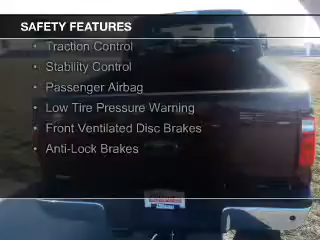 SAFETY FEATURES
• Traction Control
• Stability Control
• Passenger Airbag
• Low Tire Pressure Warning
• Front Ventilated Disc Brakes
• Anti-Lock Brakes